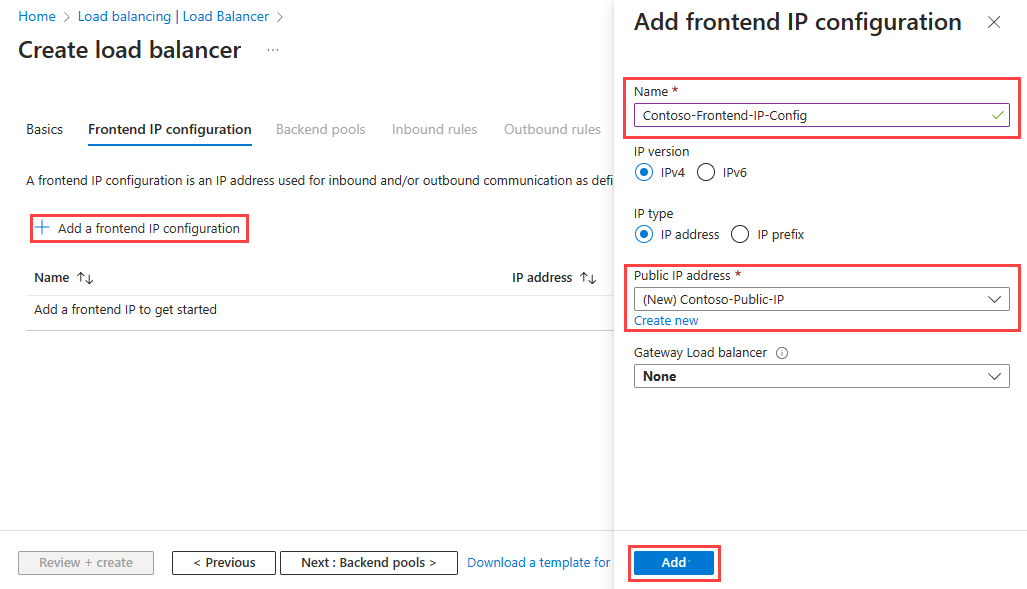 Home > Load balancing | Load Balancer >
Create load balancer ...
Basics Frontend IP configuration Backend pools Inbound rules Outbound rules
A frontend IP configuration is an IP address used for inbound and/or outbound communication as defi
+ Add a frontend IP configuration
Name ↑↓ IP address ↑↓
Add a frontend IP to get started
Review + create < Previous Next : Backend pools > Download a template for
Add frontend IP configuration
Name *
Contoso-Frontend-IP-Config
IP version
IPv4 IPv6
IP type
IP address IP prefix
Public IP address *
(New) Contoso-Public-IP
Create new
Gateway Load balancer
None
Add